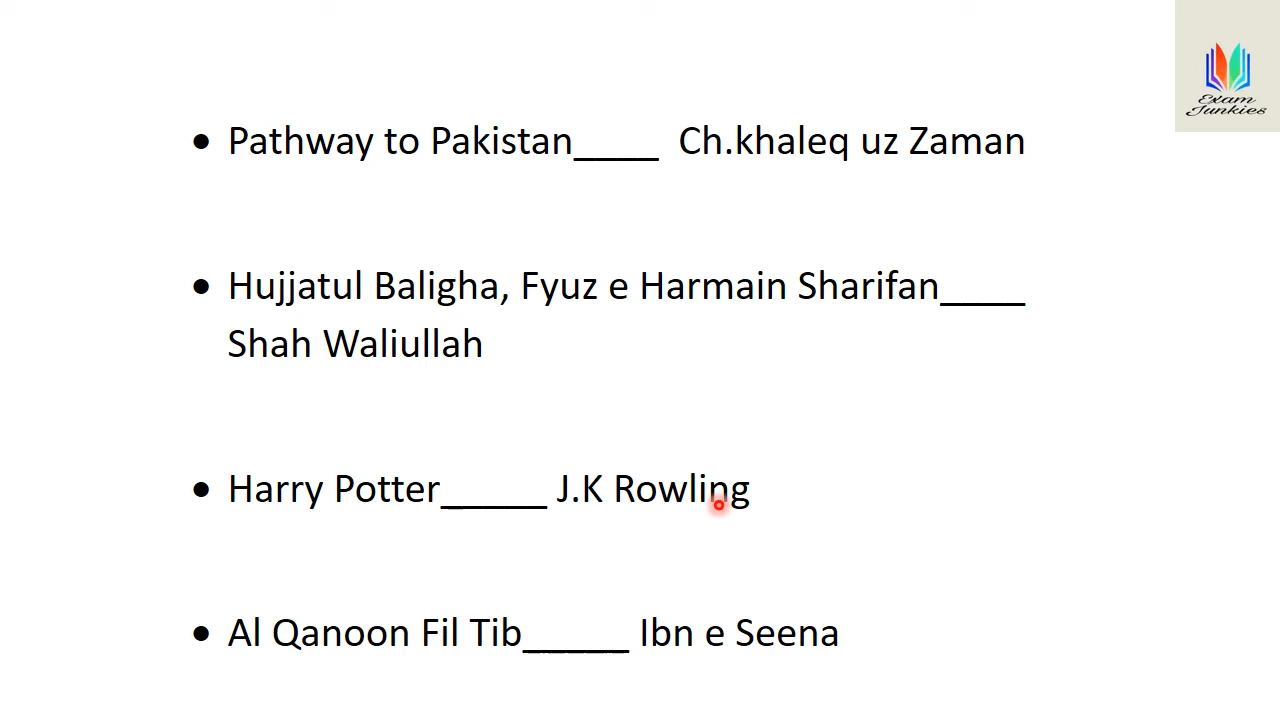 Exam
Junkies
• Pathway to Pakistan____ Ch.khaleq uz Zaman
• Hujjatul Baligha, Fyuz e Harmain Sharifan____
Shah Waliullah
• Harry Potter_____ J.K Rowling
• Al Qanoon Fil Tib_____ Ibn e Seena